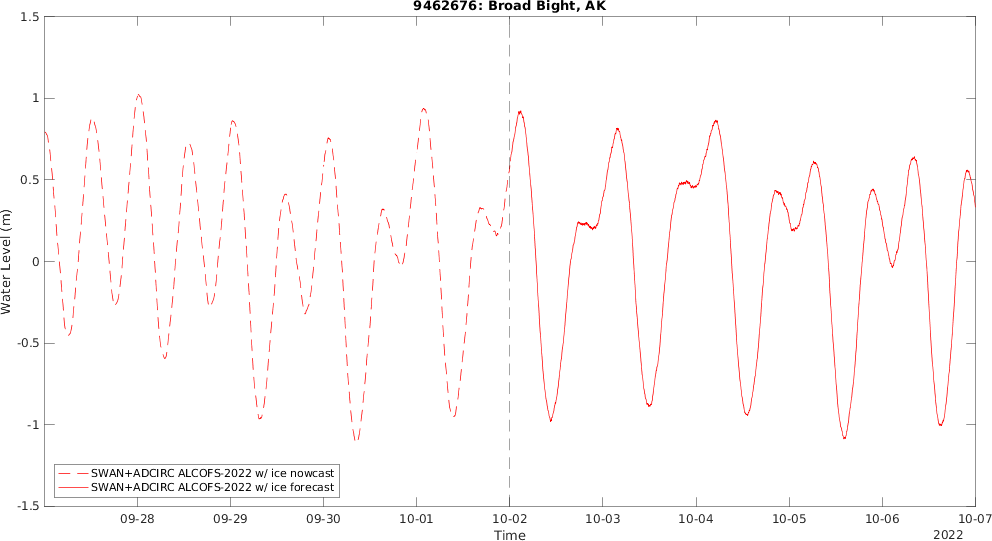 9462676: Broad Bight, AK
1.5
1
0.5
0
-0.5
-1
-1.5
Water Level (m)
SWAN+ADCIRC ALCOFS-2022 w/ ice nowcast
SWAN+ADCIRC ALCOFS-2022 w/ ice forecast
09-28 09-29 09-30 10-01 10-02 10-03 10-04 10-05 10-06 10-07
Time
2022